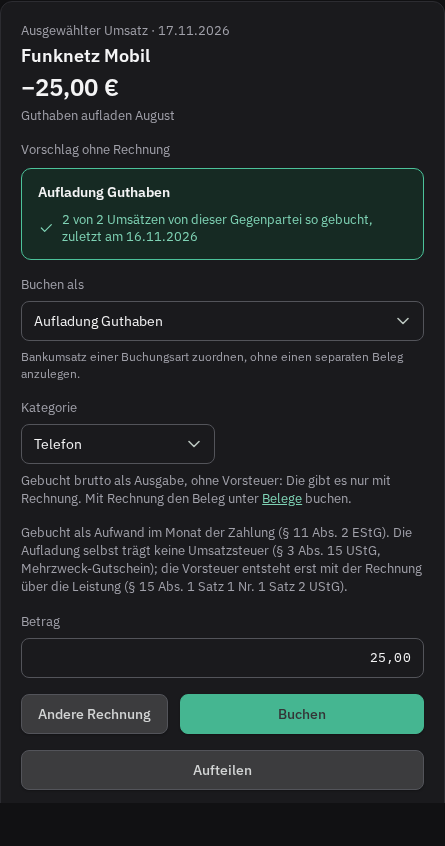 Ausgewählter Umsatz · 17.11.2026
Funknetz Mobil
−25,00 €
Guthaben aufladen August
Vorschlag ohne Rechnung
Aufladung Guthaben
2 von 2 Umsätzen von dieser Gegenpartei so gebucht,
zuletzt am 16.11.2026
Buchen als
Aufladung Guthaben
Bankumsatz einer Buchungsart zuordnen, ohne einen separaten Beleg
anzulegen.
Kategorie
Telefon
Gebucht brutto als Ausgabe, ohne Vorsteuer: Die gibt es nur mit
Rechnung. Mit Rechnung den Beleg unter Belege buchen.
Gebucht als Aufwand im Monat der Zahlung (§ 11 Abs. 2 EStG). Die
Aufladung selbst trägt keine Umsatzsteuer (§ 3 Abs. 15 UStG,
Mehrzweck-Gutschein); die Vorsteuer entsteht erst mit der Rechnung
über die Leistung (§ 15 Abs. 1 Satz 1 Nr. 1 Satz 2 UStG).
Betrag
25,00
Andere Rechnung
Buchen
Aufteilen